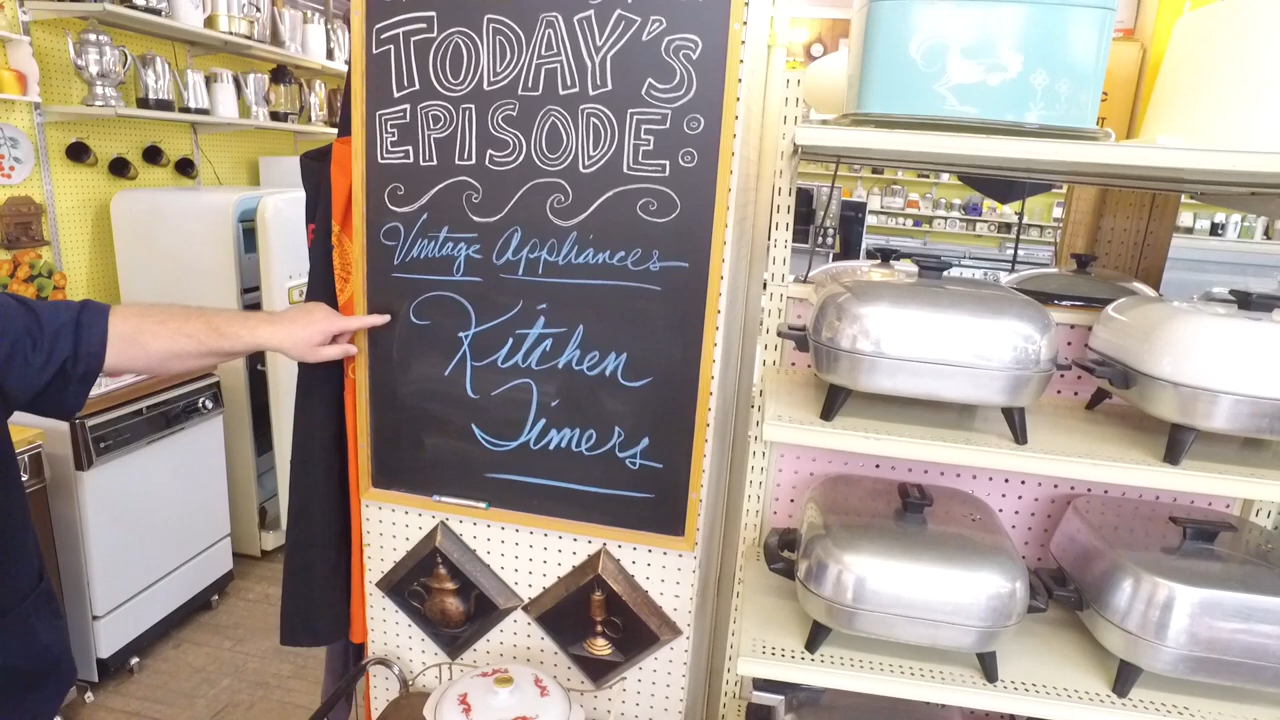 TODAY'S
EPISODE:
Vintage Appliances
Kitchen
Timers